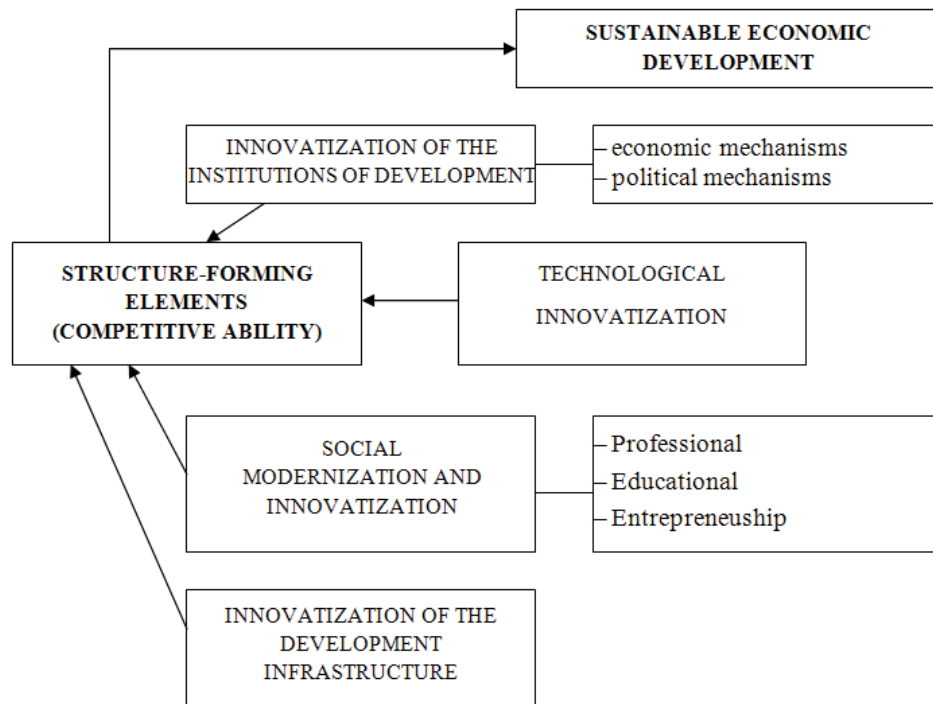 SUSTAINABLE ECONOMIC
DEVELOPMENT
INNOVATIZATION OF THE
INSTITUTIONS OF DEVELOPMENT
– economic mechanisms
– political mechanisms
STRUCTURE-FORMING
ELEMENTS
(COMPETITIVE ABILITY)
TECHNOLOGICAL
INNOVATIZATION
SOCIAL
MODERNIZATION AND
INNOVATIZATION
– Professional
– Educational
– Entrepreneuship
INNOVATIZATION OF THE
DEVELOPMENT
INFRASTRUCTURE